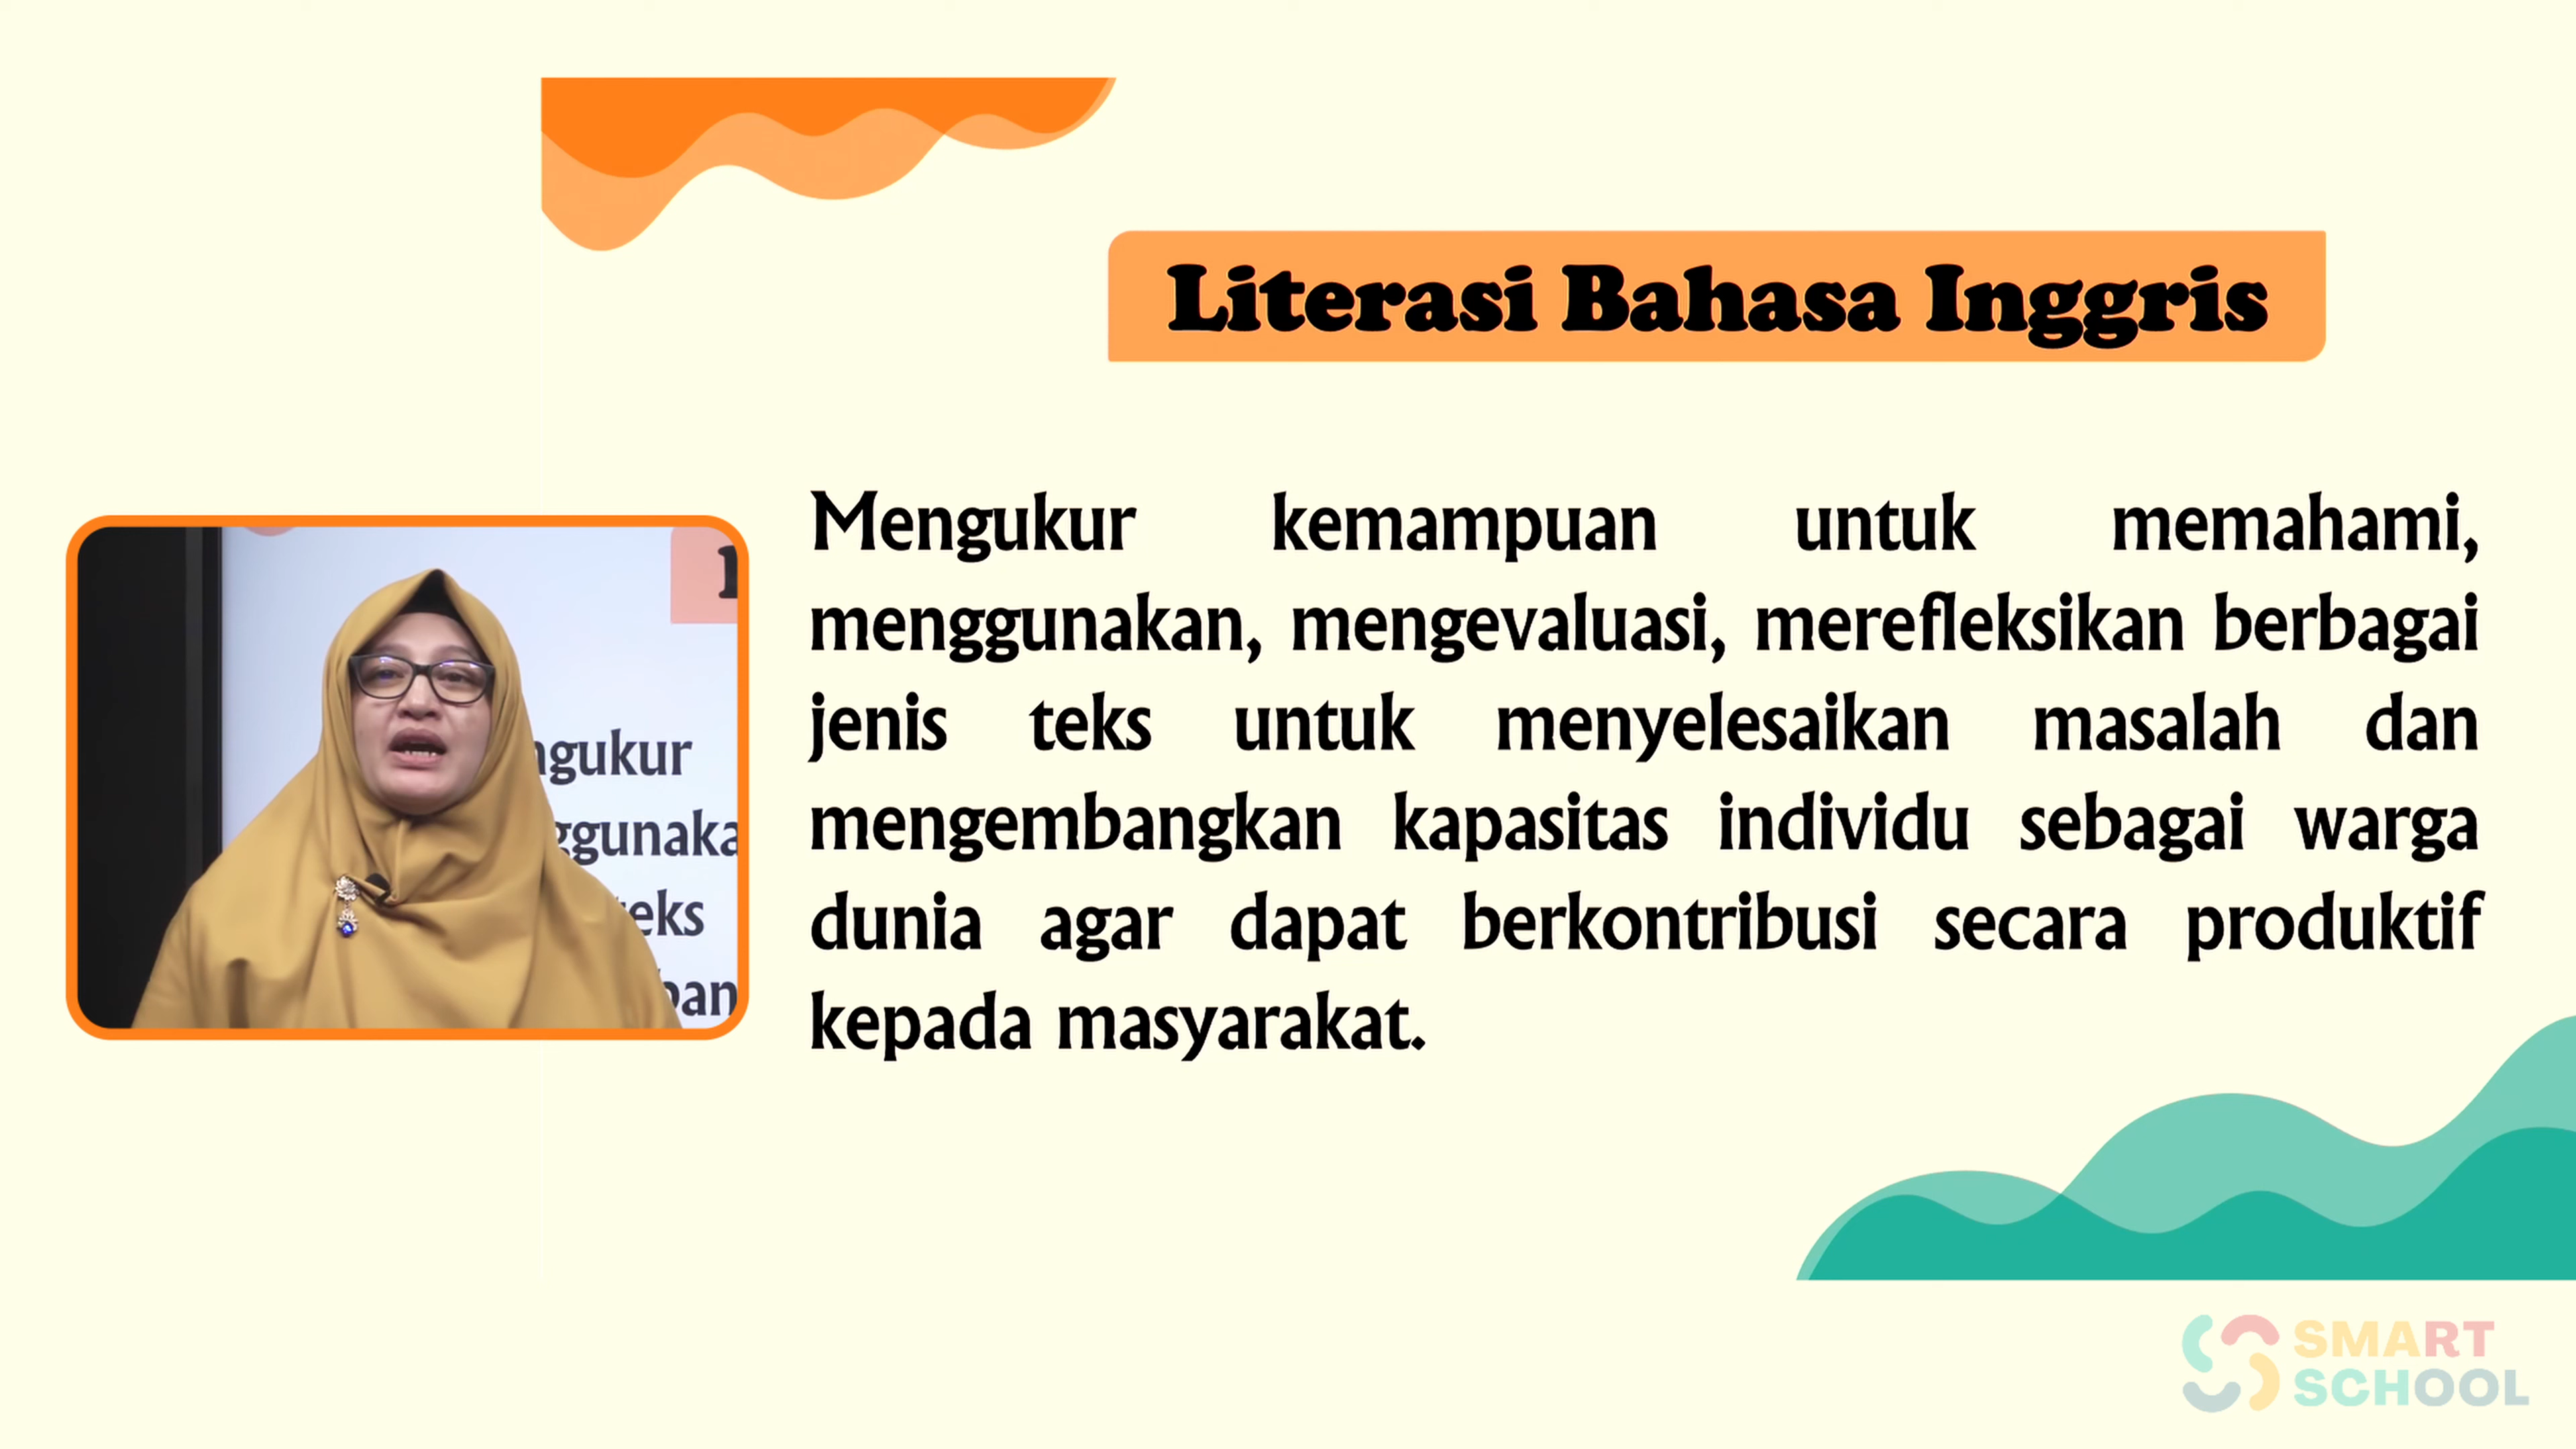 Literasi Bahasa Inggris
Mengukur kemampuan untuk memahami,
menggunakan, mengevaluasi, merefleksikan berbagai
jenis teks untuk menyelesaikan masalah dan
mengembangkan kapasitas individu sebagai warga
dunia agar dapat berkontribusi secara produktif
kepada masyarakat.
ngukur
ggunaka
teks
ban
SMART
SCHOOL